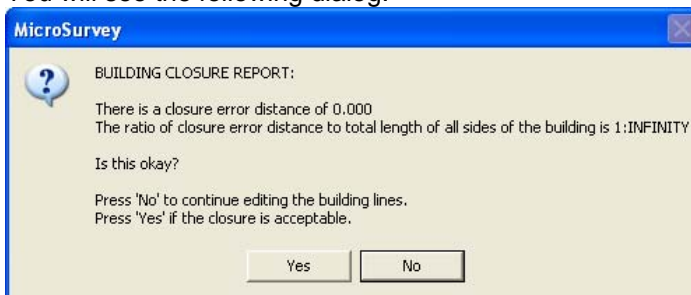 You will see the following dialog:
MicroSurvey
BUILDING CLOSURE REPORT:
There is a closure error distance of 0.000
The ratio of closure error distance to total length of all sides of the building is 1:INFINITY
Is this okay?
Press 'No' to continue editing the building lines.
Press 'Yes' if the closure is acceptable.
Yes No